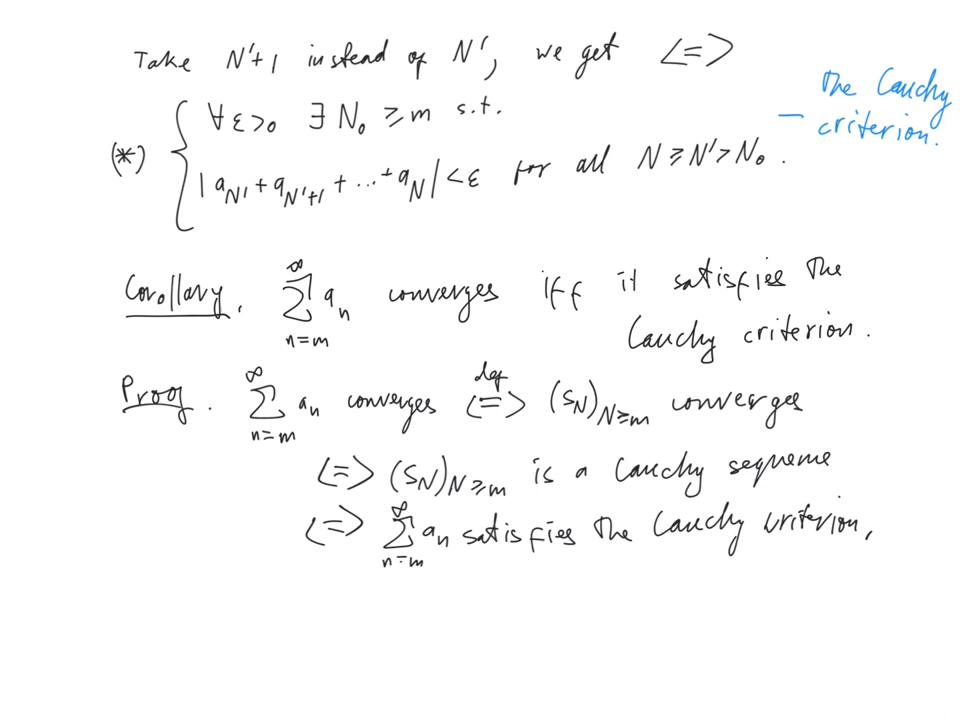 Take N'+1 instead of N', we get <=>
(*) { ∀ε>0 ∃ N₀ ≥ m s.t.
|a_{N'} + a_{N'+1} + ... + a_N| < ε for all N ≥ N' > N₀.
— the Cauchy
criterion.
Corollary. ∑_{n=m}^{∞} a_n converges iff it satisfies the
Cauchy criterion.
Proof. ∑_{n=m}^{∞} a_n converges <=>^{def} (S_N)_{N≥m} converges
<=> (S_N)_{N≥m} is a Cauchy sequence
<=> ∑_{n=m}^{∞} a_n satisfies the Cauchy criterion.